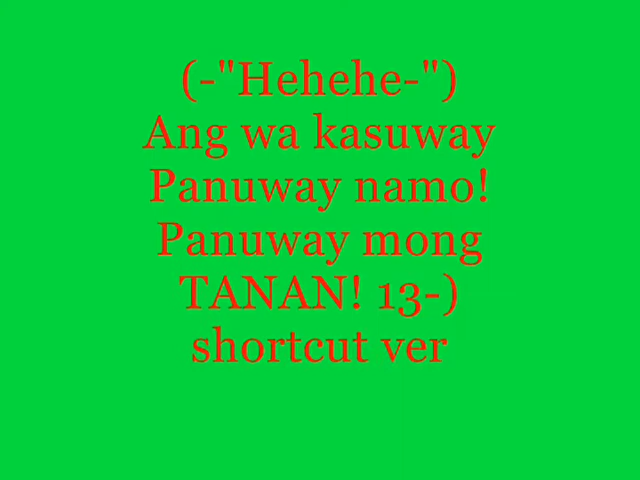 (-"Hehehe-")
Ang wa kasuway
Panuway namo!
Panuway mong
TANAN! 13-)
shortcut ver